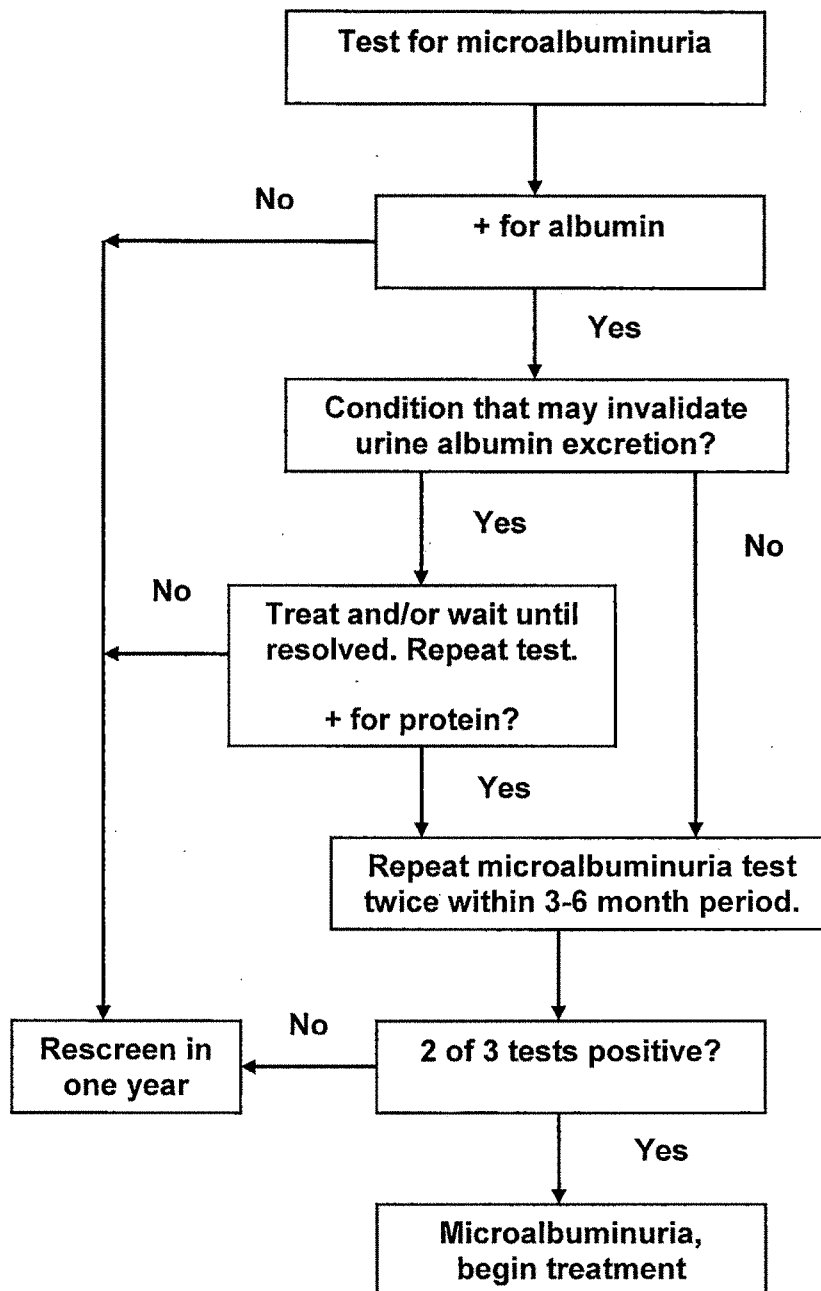 Test for microalbuminuria
No
+ for albumin
Yes
Condition that may invalidate
urine albumin excretion?
Yes
No
No
Treat and/or wait until
resolved. Repeat test.
+ for protein?
Yes
Repeat microalbuminuria test
twice within 3-6 month period.
No
Rescreen in
one year
2 of 3 tests positive?
Yes
Microalbuminuria,
begin treatment